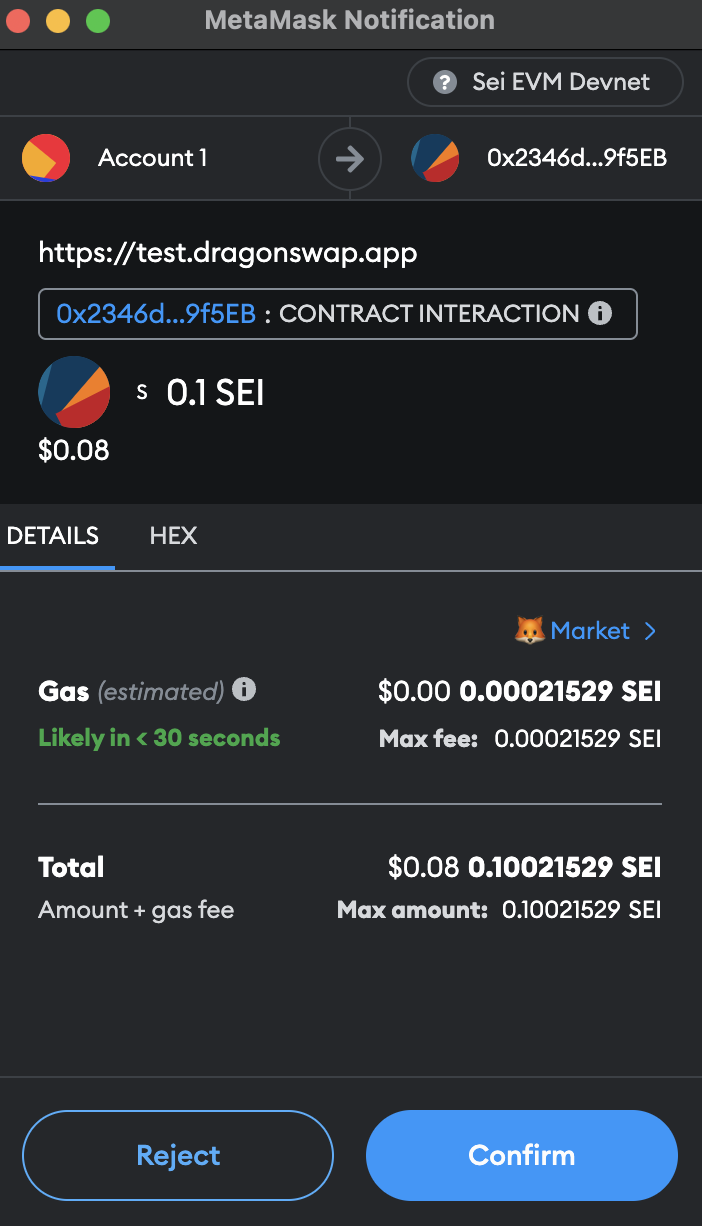 MetaMask Notification
? Sei EVM Devnet
Account 1
0x2346d...9f5EB
https://test.dragonswap.app
0x2346d...9f5EB : CONTRACT INTERACTION i
S 0.1 SEI
$0.08
DETAILS HEX
Market
Gas (estimated) i $0.00 0.00021529 SEI
Likely in < 30 seconds Max fee: 0.00021529 SEI
Total $0.08 0.10021529 SEI
Amount + gas fee Max amount: 0.10021529 SEI
Reject Confirm